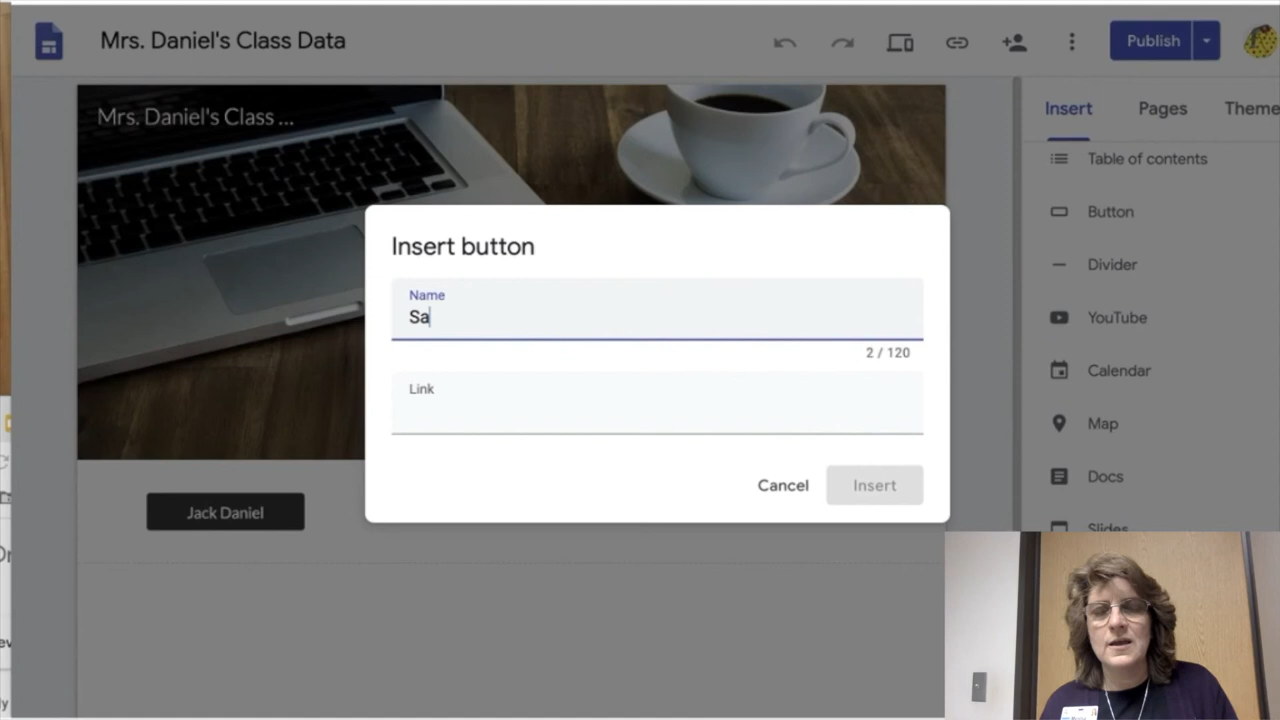 Mrs. Daniel's Class Data
Publish
Mrs. Daniel's Class ...
Insert Pages Theme
Table of contents
Button
Divider
YouTube
Calendar
Map
Docs
Slides
Insert button
Name
Sa
2 / 120
Link
Cancel Insert
Jack Daniel